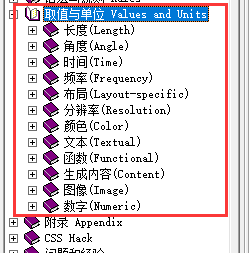 取值与单位 Values and Units
长度(Length)
角度(Angle)
时间(Time)
频率(Frequency)
布局(Layout-specific)
分辨率(Resolution)
颜色(Color)
文本(Textual)
函数(Functional)
生成内容(Content)
图像(Image)
数字(Numeric)
附录 Appendix
CSS Hack